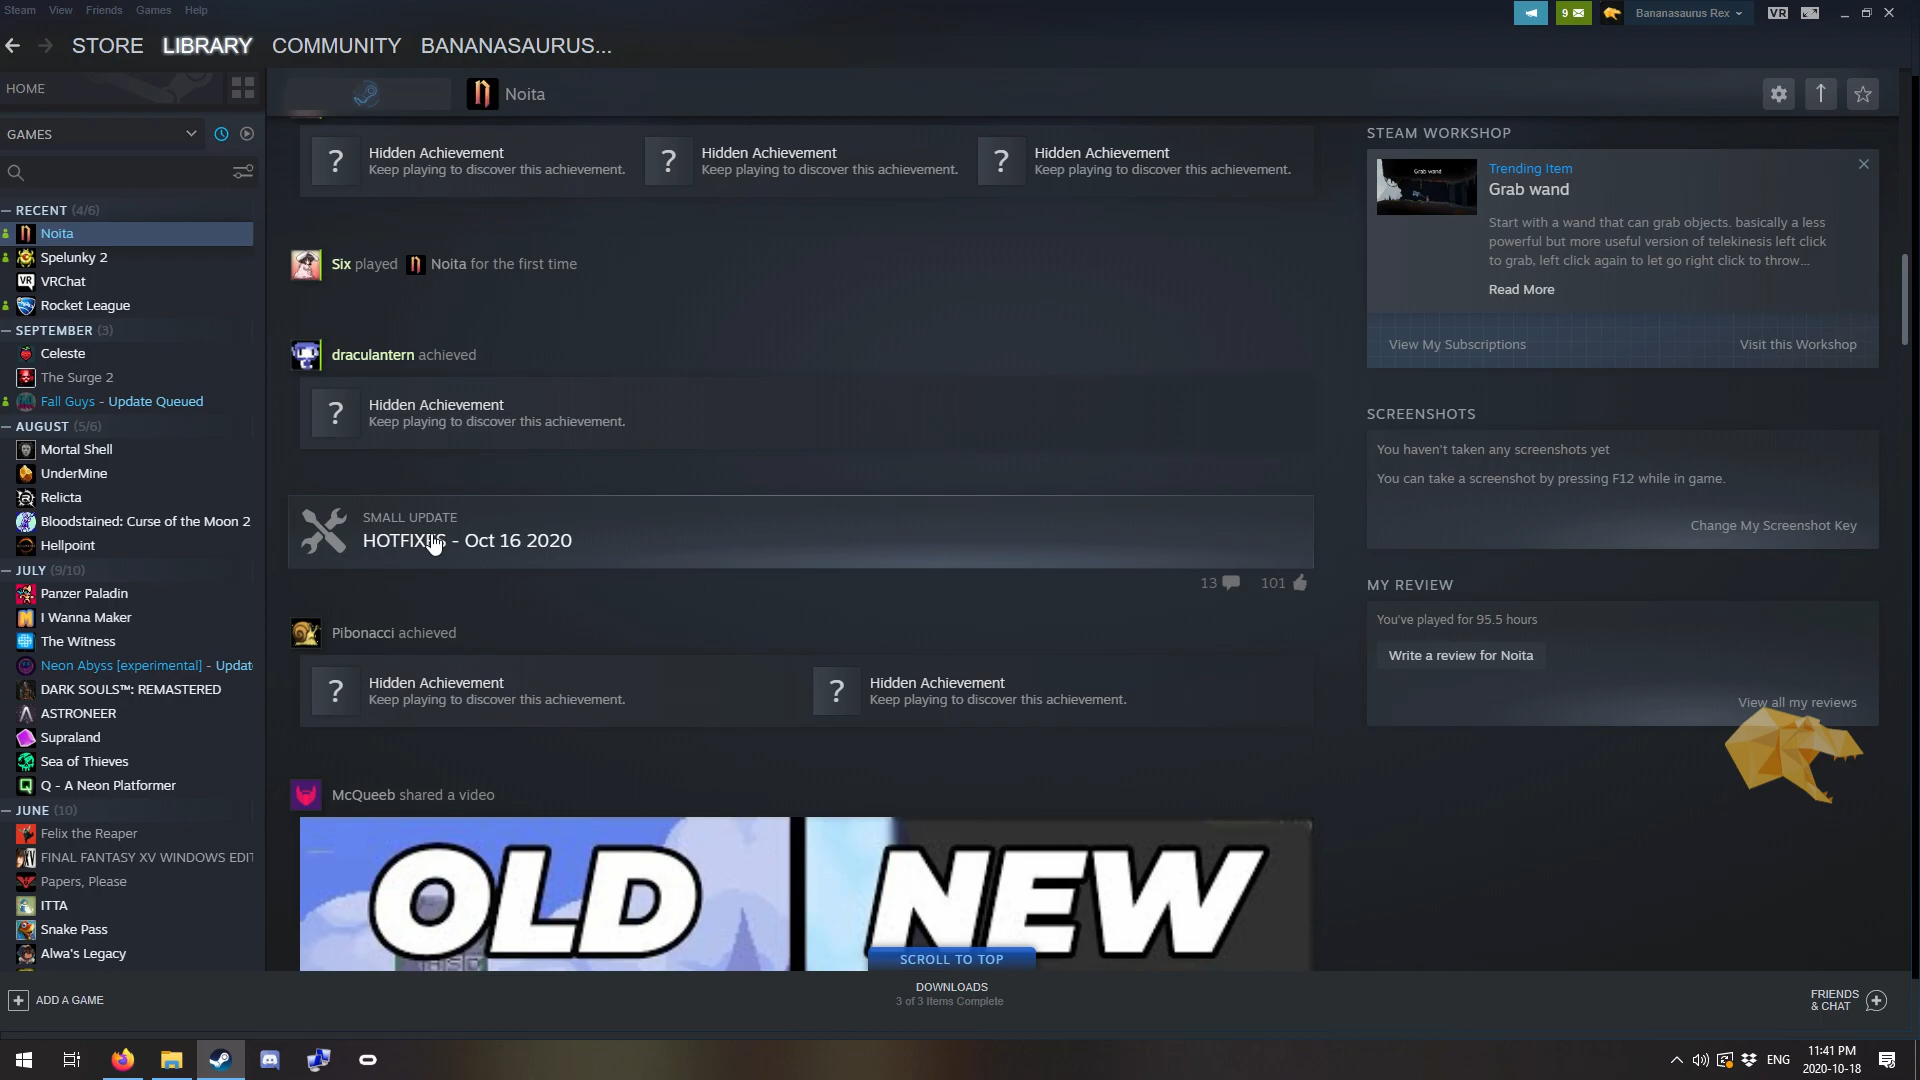 Steam View Friends Games Help
9
Bananasaurus Rex
VR
STORE LIBRARY COMMUNITY BANANASAURUS...
HOME
Noita
GAMES
RECENT (4/6)
Noita
Spelunky 2
VRChat
Rocket League
SEPTEMBER (3)
Celeste
The Surge 2
Fall Guys - Update Queued
AUGUST (5/6)
Mortal Shell
UnderMine
Relicta
Bloodstained: Curse of the Moon 2
Hellpoint
JULY (9/10)
Panzer Paladin
I Wanna Maker
The Witness
Neon Abyss [experimental] - Updat
DARK SOULS™: REMASTERED
ASTRONEER
Supraland
Sea of Thieves
Q - A Neon Platformer
JUNE (10)
Felix the Reaper
FINAL FANTASY XV WINDOWS EDIT
Papers, Please
ITTA
Snake Pass
Alwa's Legacy
ADD A GAME
Hidden Achievement
Keep playing to discover this achievement.
Hidden Achievement
Keep playing to discover this achievement.
Hidden Achievement
Keep playing to discover this achievement.
Six played Noita for the first time
draculantern achieved
Hidden Achievement
Keep playing to discover this achievement.
SMALL UPDATE
HOTFIXES - Oct 16 2020
13 101
Pibonacci achieved
Hidden Achievement
Keep playing to discover this achievement.
Hidden Achievement
Keep playing to discover this achievement.
McQueeb shared a video
OLD NEW
SCROLL TO TOP
DOWNLOADS
3 of 3 Items Complete
STEAM WORKSHOP
Grab wand
Trending Item
Grab wand
Start with a wand that can grab objects. basically a less
powerful but more useful version of telekinesis left click
to grab, left click again to let go right click to throw...
Read More
View My Subscriptions Visit this Workshop
SCREENSHOTS
You haven't taken any screenshots yet
You can take a screenshot by pressing F12 while in game.
Change My Screenshot Key
MY REVIEW
You've played for 95.5 hours
Write a review for Noita
View all my reviews
FRIENDS
& CHAT
ENG
11:41 PM
2020-10-18